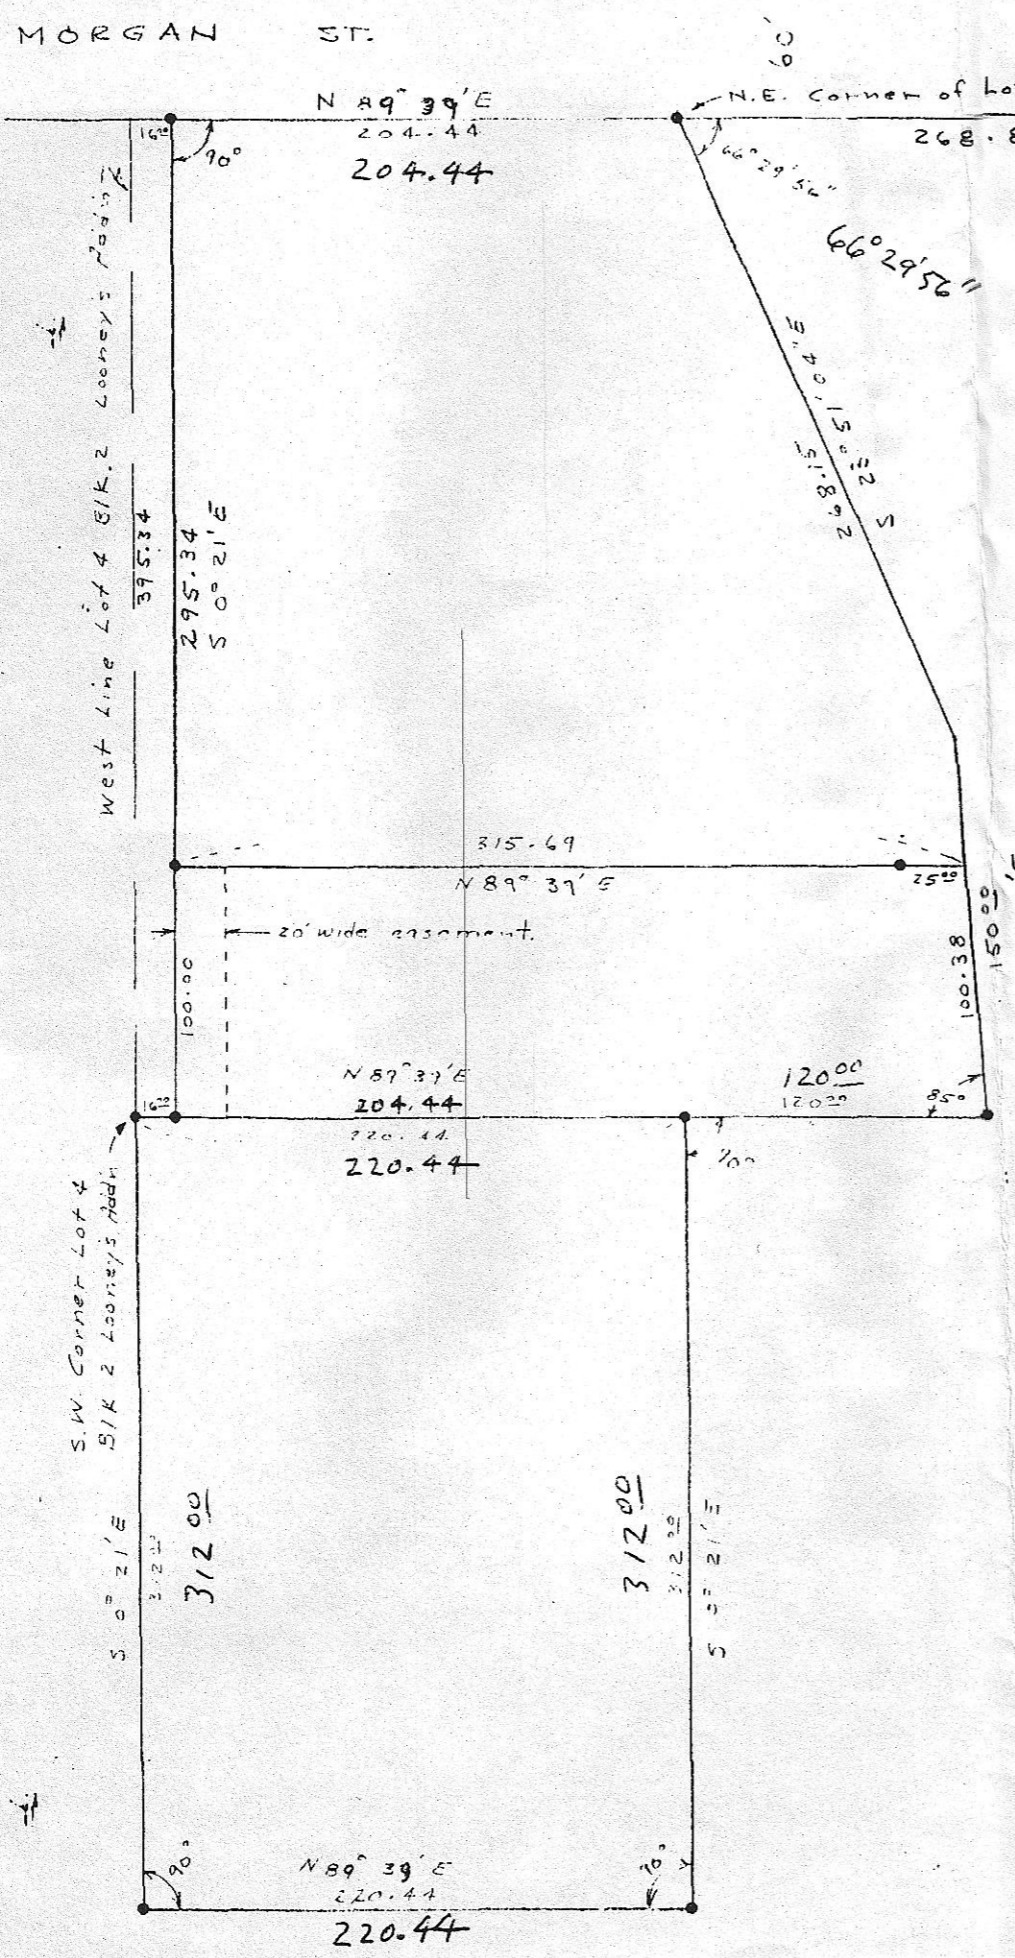 MORGAN ST.
60'
N 89° 39' E
204.44
204.44
N.E. Corner of Lo
268.8
16 00
90°
66° 29' 56"
66° 29' 56"
West Line Lot 4 Blk. 2 Looney's Addn
395.34
295.34
S 0° 21' E
S 23° 51' 04" E
268.15
315.69
N 89° 39' E
25 00
20' wide easement.
100.00
100.38
150 00
N 89° 39' E
204.44
220.44
220.44
16 00
120 00
120 00
85°
90°
S.W. Corner Lot 4
Blk 2 Looney's Addn
S 0° 21' E
312 00
312 00
312 00
312 00
S 0° 21' E
90°
90°
N 89° 39' E
220.44
220.44